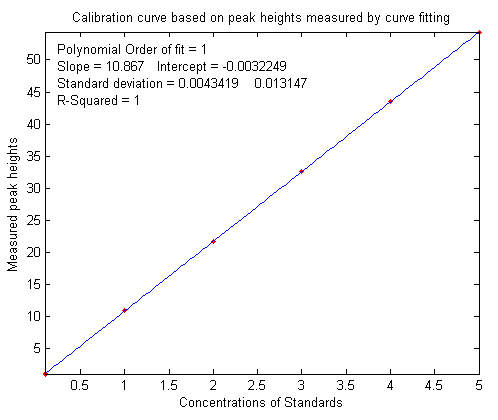 Calibration curve based on peak heights measured by curve fitting
Polynomial Order of fit = 1
Slope = 10.867 Intercept = -0.0032249
Standard deviation = 0.0043419 0.013147
R-Squared = 1
50
45
40
35
30
25
20
15
10
5
Measured peak heights
0.5 1 1.5 2 2.5 3 3.5 4 4.5 5
Concentrations of Standards